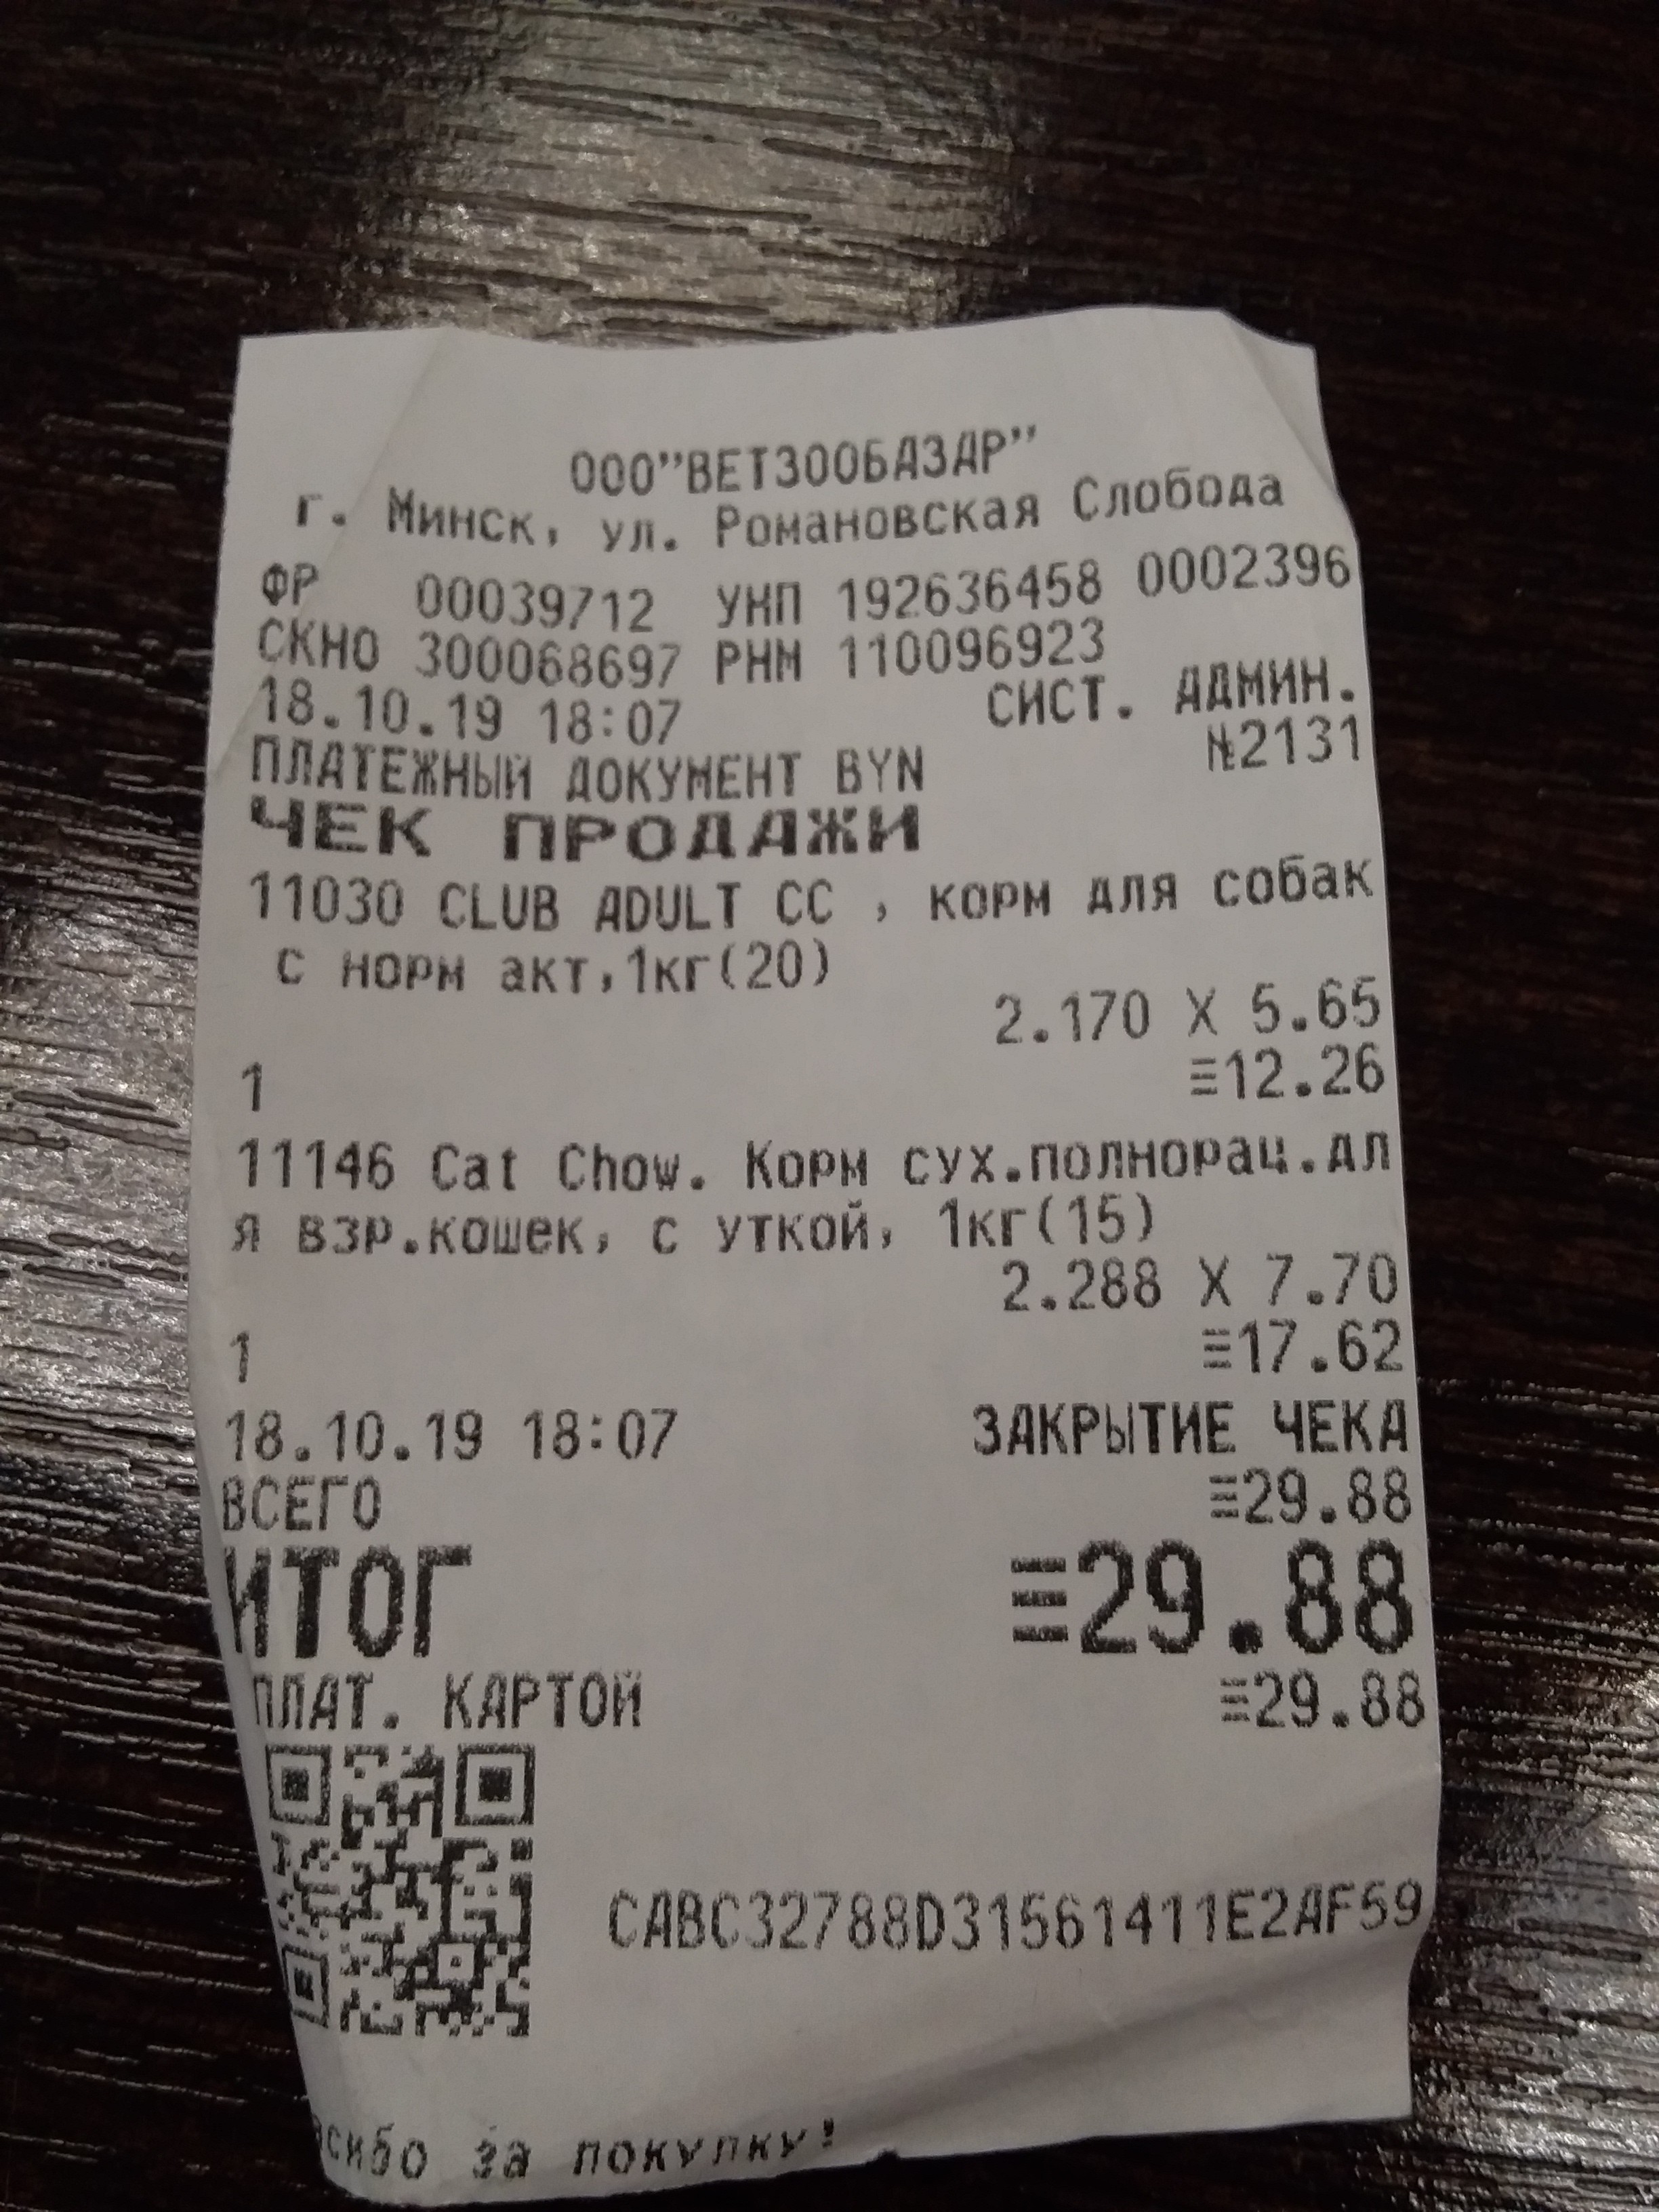 ООО"ВЕТЗООБАЗАР"
г. Минск, ул. Романовская Слобода
ФР 00039712 УНП 192636458 0002396
СКНО 300068697 РНМ 110096923
18.10.19 18:07 СИСТ. АДМИН.
ПЛАТЕЖНЫЙ ДОКУМЕНТ BYN №2131
ЧЕК ПРОДАЖИ
11030 CLUB ADULT CC , корм для собак
с норм акт,1кг(20)
2.170 X 5.65
1 ≡12.26
11146 Cat Chow. Корм сух.полнорац.дл
я взр.кошек, с уткой, 1кг(15)
2.288 X 7.70
1 ≡17.62
18.10.19 18:07 ЗАКРЫТИЕ ЧЕКА
ВСЕГО ≡29.88
ИТОГ ≡29.88
ПЛАТ. КАРТОЙ ≡29.88
CABC32788D31561411E2AF59
асибо за покупку!